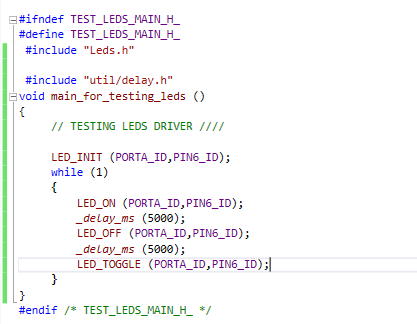 #ifndef TEST_LEDS_MAIN_H_
#define TEST_LEDS_MAIN_H_
#include "Leds.h"
#include "util/delay.h"
void main_for_testing_leds ()
{
// TESTING LEDS DRIVER ////
LED_INIT (PORTA_ID,PIN6_ID);
while (1)
{
LED_ON (PORTA_ID,PIN6_ID);
_delay_ms (5000);
LED_OFF (PORTA_ID,PIN6_ID);
_delay_ms (5000);
LED_TOGGLE (PORTA_ID,PIN6_ID);
}
}
#endif /* TEST_LEDS_MAIN_H_ */